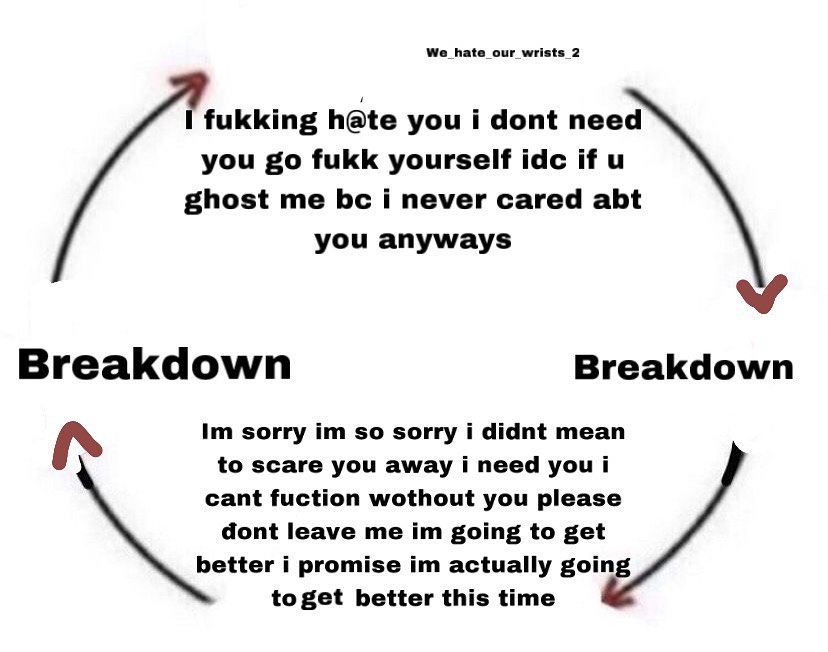 We_hate_our_wrists_2
I fukking h@te you i dont need
you go fukk yourself idc if u
ghost me bc i never cared abt
you anyways
Breakdown
Breakdown
Im sorry im so sorry i didnt mean
to scare you away i need you i
cant fuction wothout you please
đont leave me im going to get
better i promise im actually going
to get better this time